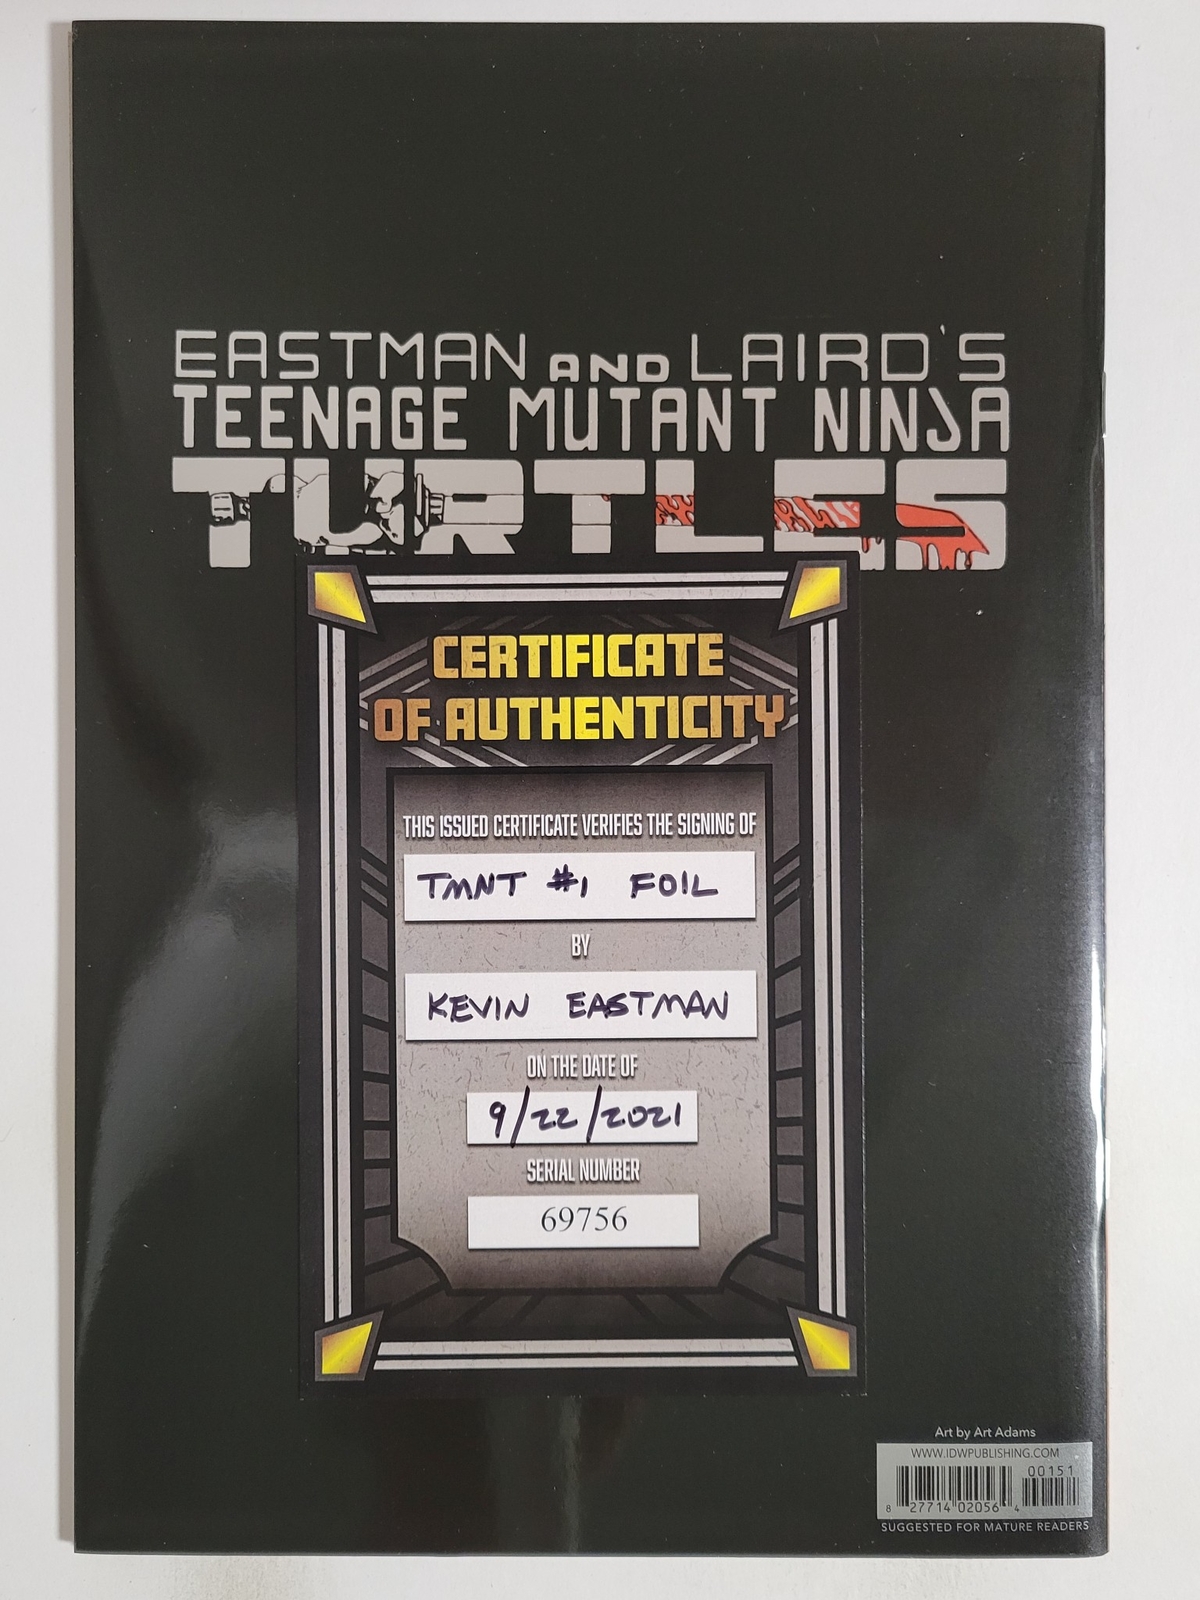 EASTMAN AND LAIRD'S
TEENAGE MUTANT NINJA
TURTLES
CERTIFICATE
OF AUTHENTICITY
THIS ISSUED CERTIFICATE VERIFIES THE SIGNING OF
TMNT #1 FOIL
BY
KEVIN EASTMAN
ON THE DATE OF
9/22/2021
SERIAL NUMBER
69756
Art by Art Adams
WWW.IDWPUBLISHING.COM
00151
8 27714 02056 4
SUGGESTED FOR MATURE READERS